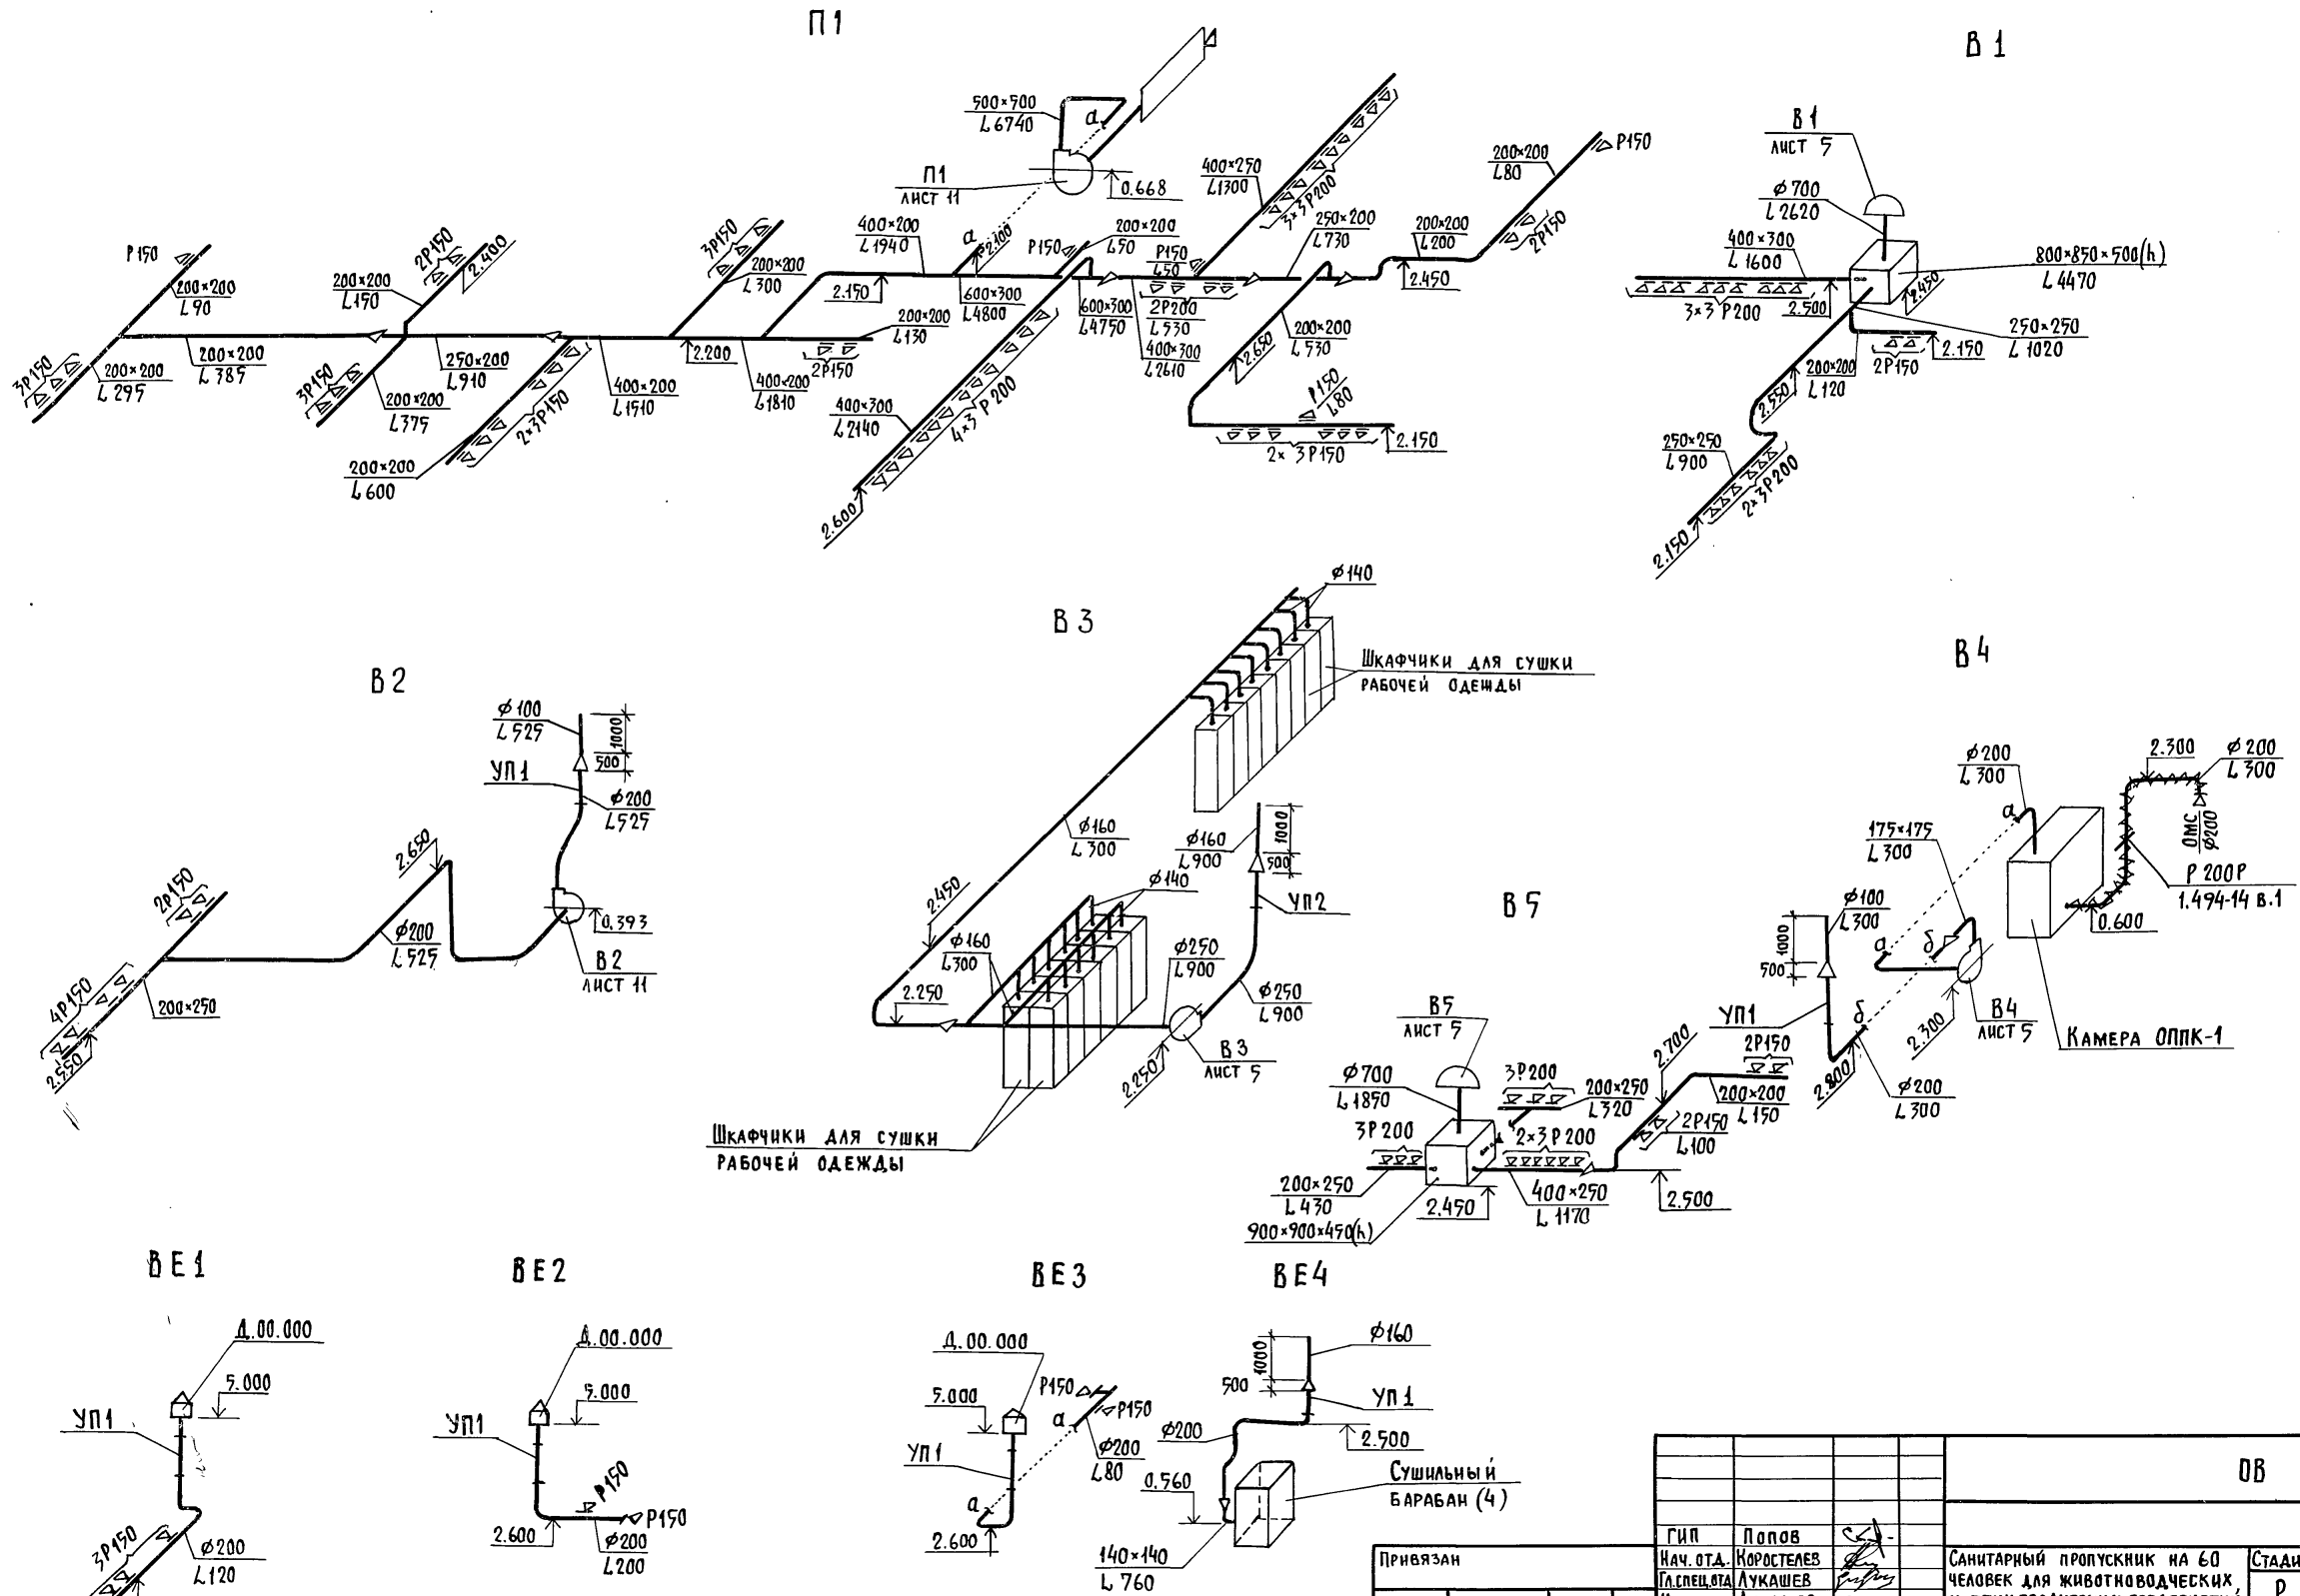 П1
500×500
L6740
а
П1
лист 11
0.668
400×250
L1300
3×3Р200
200×200
L80
Р150
2Р150
Р150
200×200
L90
200×200
L150
2Р150
2.400
3Р150
200×200
L300
400×200
L1940
2.150
а
2.100
600×300
L4800
Р150
200×200
L50
600×300
L4750
Р150
L50
2Р200
L530
400×300
L2610
250×200
L730
200×200
L200
2.450
3Р150
200×200
L295
200×200
L385
3Р150
200×200
L375
250×200
L910
200×200
L600
2×3Р150
400×200
L1510
2.200
400×200
L1810
200×200
L130
2Р150
400×300
L2140
4×3 Р200
2.600
2.650
200×200
L530
Р150
L80
2×3Р150
2.150
В1
В1
лист 5
ф700
L2620
400×300
L1600
3×3 Р200
2.500
800×850×500(h)
L4470
2.450
250×250
L1020
2.150
2Р150
200×200
L120
2.550
250×250
L900
2×3Р200
2.150
В2
ф100
L525
1000
500
УП1
ф200
L525
2.650
2Р150
ф200
L525
0.393
В2
лист 11
4Р150
200×250
2.550
В3
ф140
Шкафчики для сушки
рабочей одежды
ф160
L300
ф160
L900
1000
500
УП2
2.450
ф140
ф160
L300
2.250
ф250
L900
ф250
L900
В3
лист 5
2.250
Шкафчики для сушки
рабочей одежды
В4
ф200
L300
2.300
ф200
L300
а
ОМС
ф200
175×175
L300
Р200Р
1.494-14 в.1
0.600
ф100
L300
1000
500
а
б
УП1
б
2.300
В4
лист 5
Камера ОППК-1
2.800
ф200
L300
В5
В5
лист 5
ф700
L1850
3Р200
200×250
L320
3Р200
2×3Р200
200×250
L430
900×900×450(h)
2.450
400×250
L1170
2.700
2Р150
200×200
L150
2Р150
L100
2.500
ВЕ1
Д.00.000
5.000
УП1
3Р150
ф200
L120
ВЕ2
Д.00.000
5.000
УП1
Р150
Р150
2.600
ф200
L200
ВЕ3
Д.00.000
5.000
Р150
Р150
а
УП1
ф200
L80
а
2.600
ВЕ4
ф160
1000
500
УП1
ф200
2.500
0.560
Сушильный
барабан (4)
140×140
L760
Привязан
ОВ
ГИП Попов
Нач. отд. Коростелев
Гл.спец.отд Лукашев
Санитарный пропускник на 60
человек для животноводческих
Стади
Р